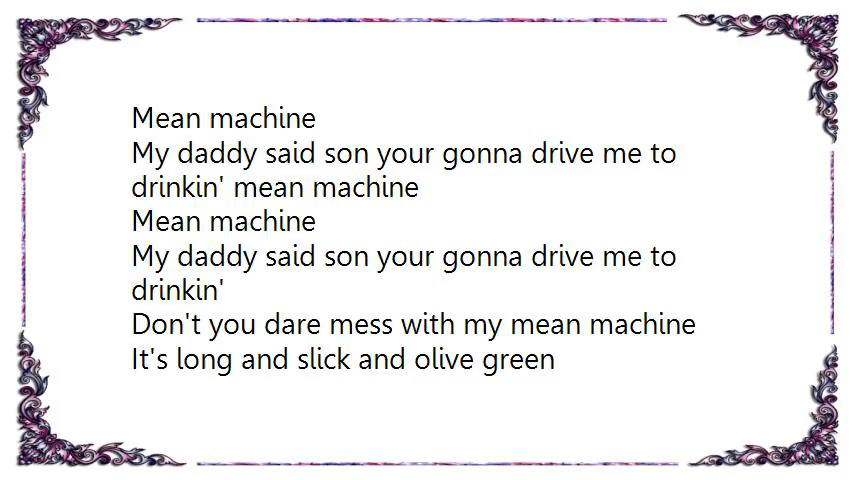 Mean machine
My daddy said son your gonna drive me to
drinkin' mean machine
Mean machine
My daddy said son your gonna drive me to
drinkin'
Don't you dare mess with my mean machine
It's long and slick and olive green